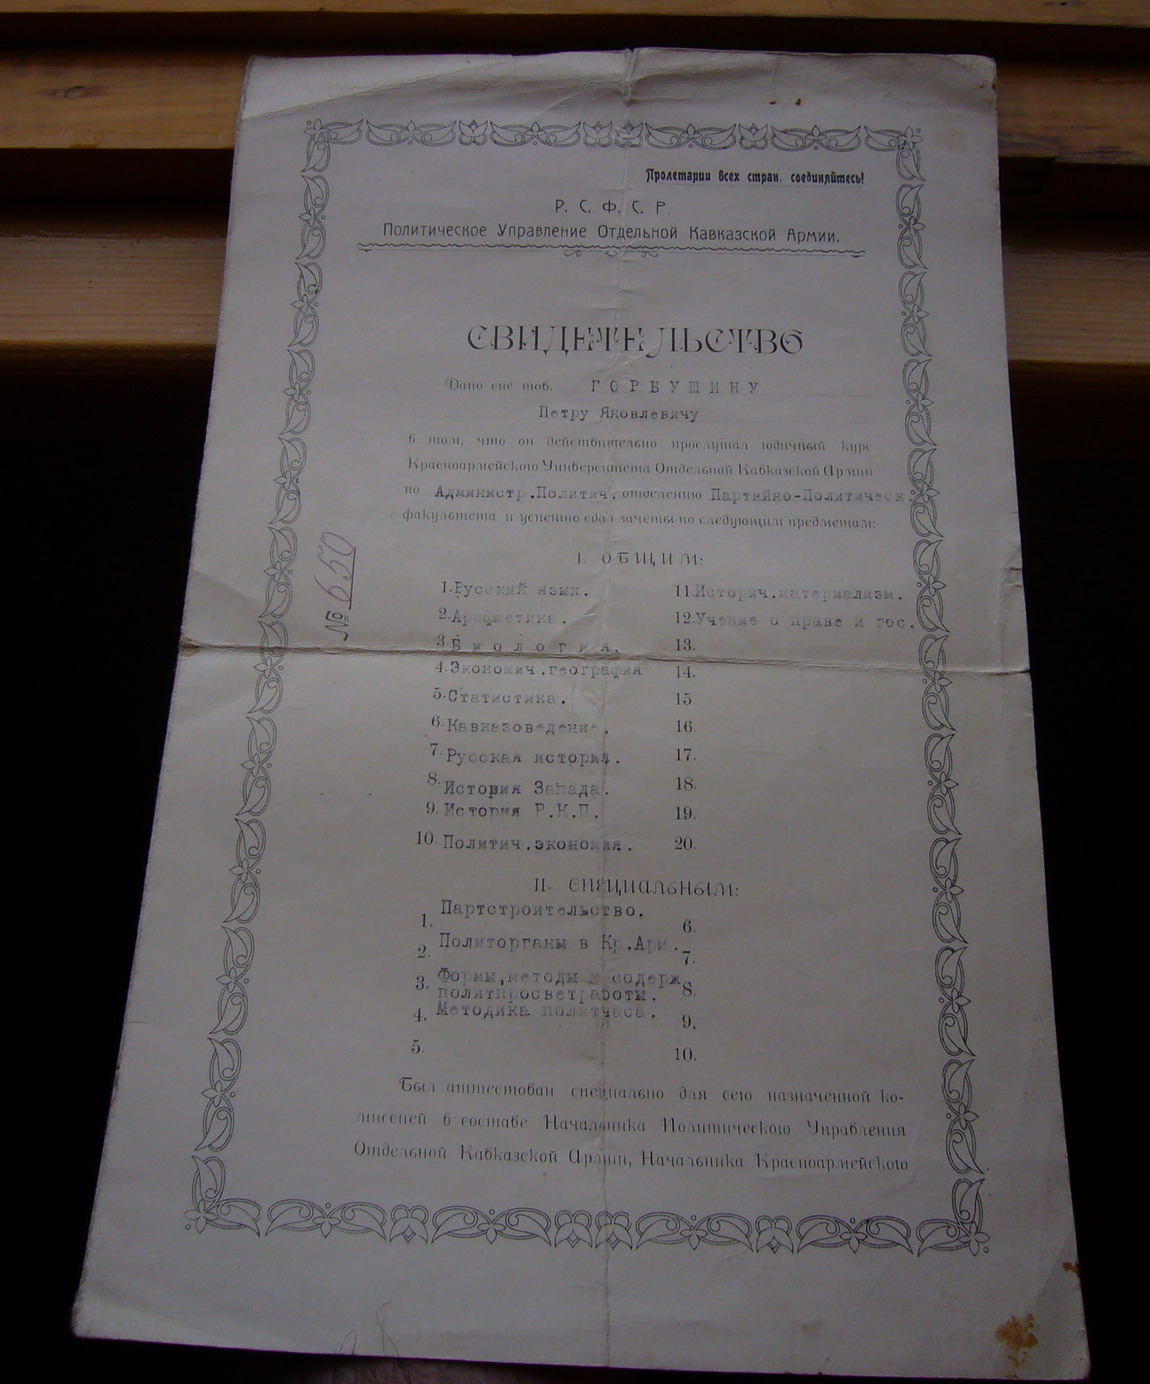 Пролетарии всех стран, соединяйтесь!
Р. С. Ф. С. Р.
Политическое Управление Отдельной Кавказской Армии.
СВИДЕТЕЛЬСТВО
Дано сие тов. ГОРБУШИНУ
Петру Яковлевичу
в том, что он действительно прослушал годичный курс
Красноармейского Университета Отдельной Кавказской Армии
по Администр.Политич. отделению Партийно-Политическ.
факультета и успешно сдал зачеты по следующим предметам:
№ 650
I. ОБЩИМ:
1. Русский язык.
2. Арифметика.
3. Биология.
4. Экономич.география
5. Статистика.
6. Кавказоведение.
7. Русская история.
8. История Запада.
9. История Р.К.П.
10. Политич.экономия.
11. Историч.материализм.
12. Учение о праве и гос.
13.
14.
15.
16.
17.
18.
19.
20.
II. СПЕЦИАЛЬНЫМ:
1. Партстроительство.
2. Политорганы в Кр.Арм.
3. Формы,методы и содерж.
политпросветработы.
4. Методика политчаса.
5.
6.
7.
8.
9.
10.
Был аттестован специально для сего назначенной ко-
миссией в составе Начальника Политического Управления
Отдельной Кавказской Армии, Начальника Красноармейского